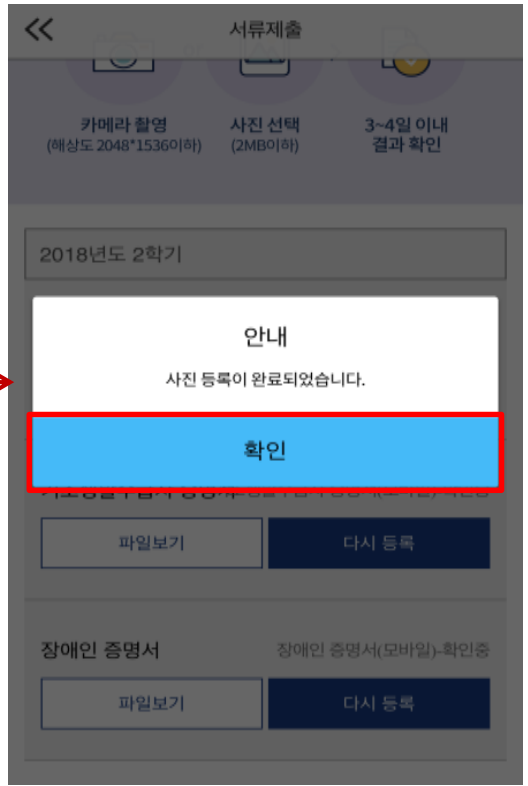 서류제출
카메라 촬영
(해상도 2048*1536이하)
사진 선택
(2MB이하)
3~4일 이내
결과 확인
2018년도 2학기
안내
사진 등록이 완료되었습니다.
확인
파일보기
다시 등록
장애인 증명서
장애인 증명서(모바일)-확인중
파일보기
다시 등록